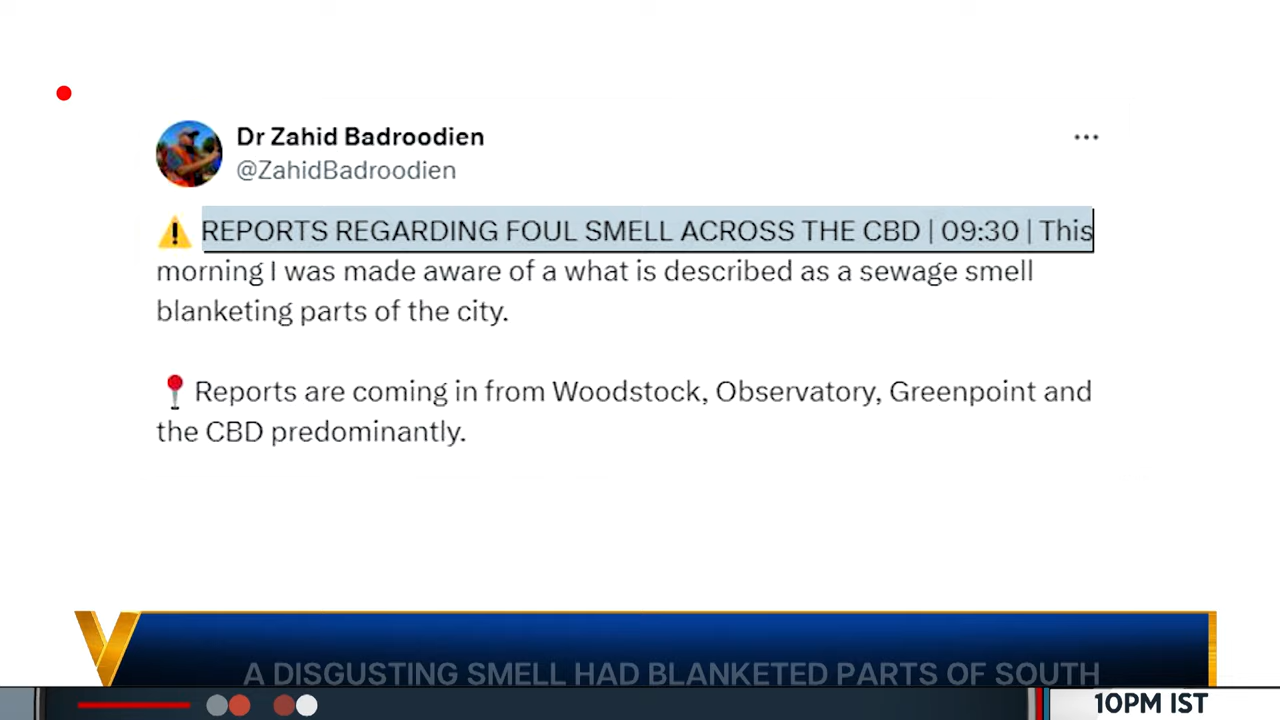 Dr Zahid Badroodien
@ZahidBadroodien
⚠️ REPORTS REGARDING FOUL SMELL ACROSS THE CBD | 09:30 | This
morning I was made aware of a what is described as a sewage smell
blanketing parts of the city.
📍 Reports are coming in from Woodstock, Observatory, Greenpoint and
the CBD predominantly.
A DISGUSTING SMELL HAD BLANKETED PARTS OF SOUTH
10PM IST